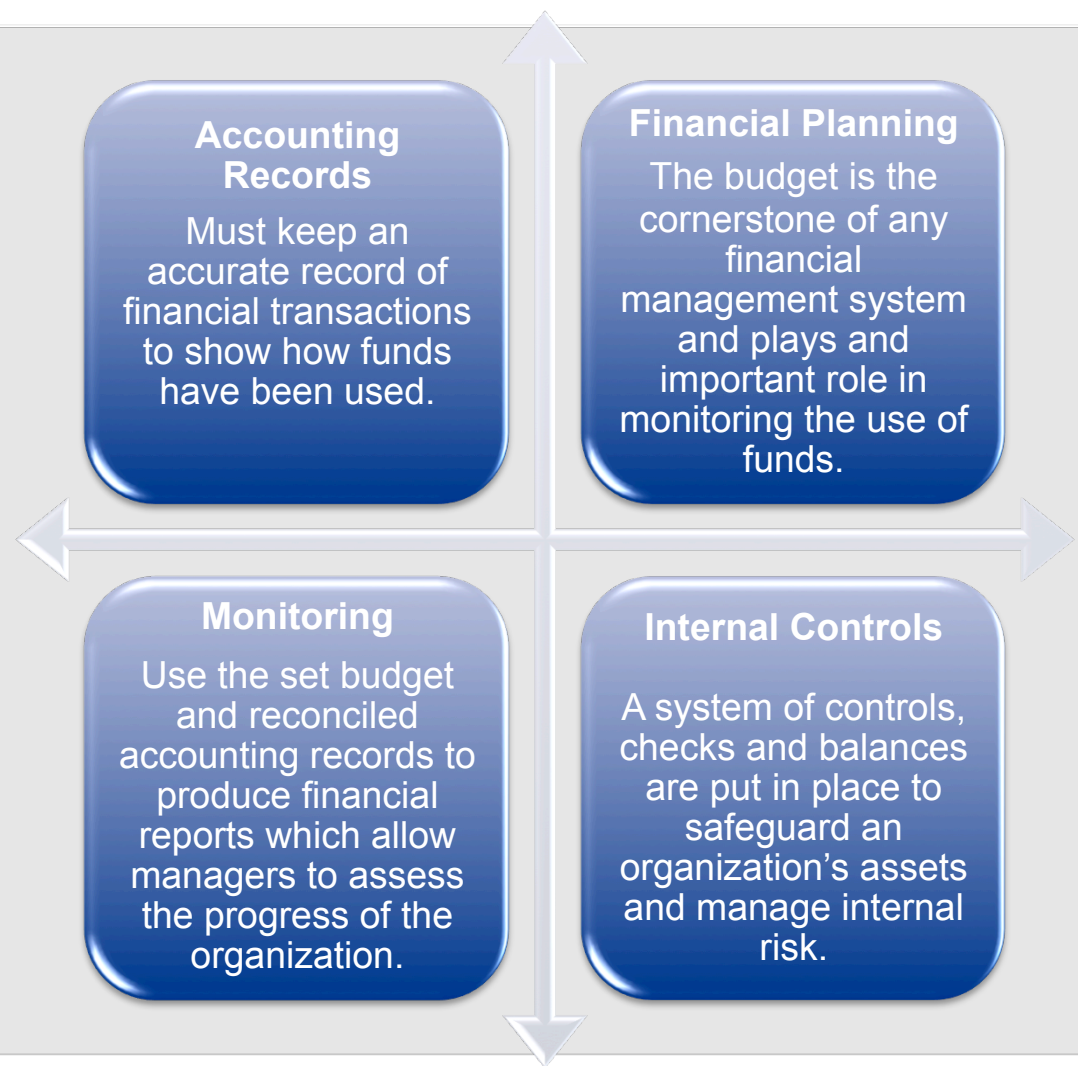 Accounting
Records
Must keep an
accurate record of
financial transactions
to show how funds
have been used.
Financial Planning
The budget is the
cornerstone of any
financial
management system
and plays and
important role in
monitoring the use of
funds.
Monitoring
Use the set budget
and reconciled
accounting records to
produce financial
reports which allow
managers to assess
the progress of the
organization.
Internal Controls
A system of controls,
checks and balances
are put in place to
safeguard an
organization’s assets
and manage internal
risk.